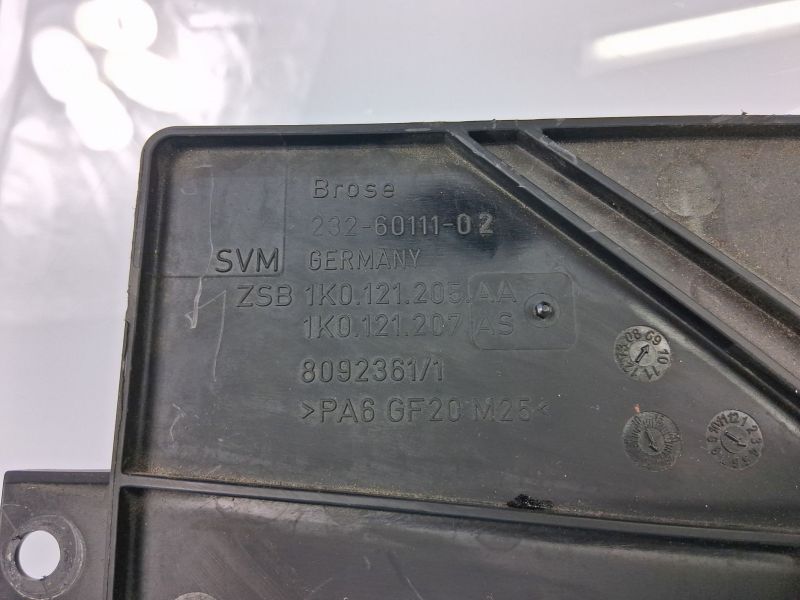 Brose
232-60111-02
SVM GERMANY
ZSB 1K0.121.205.AA
1K0.121.207 AS
8092361/1
>PA6 GF20 M25<